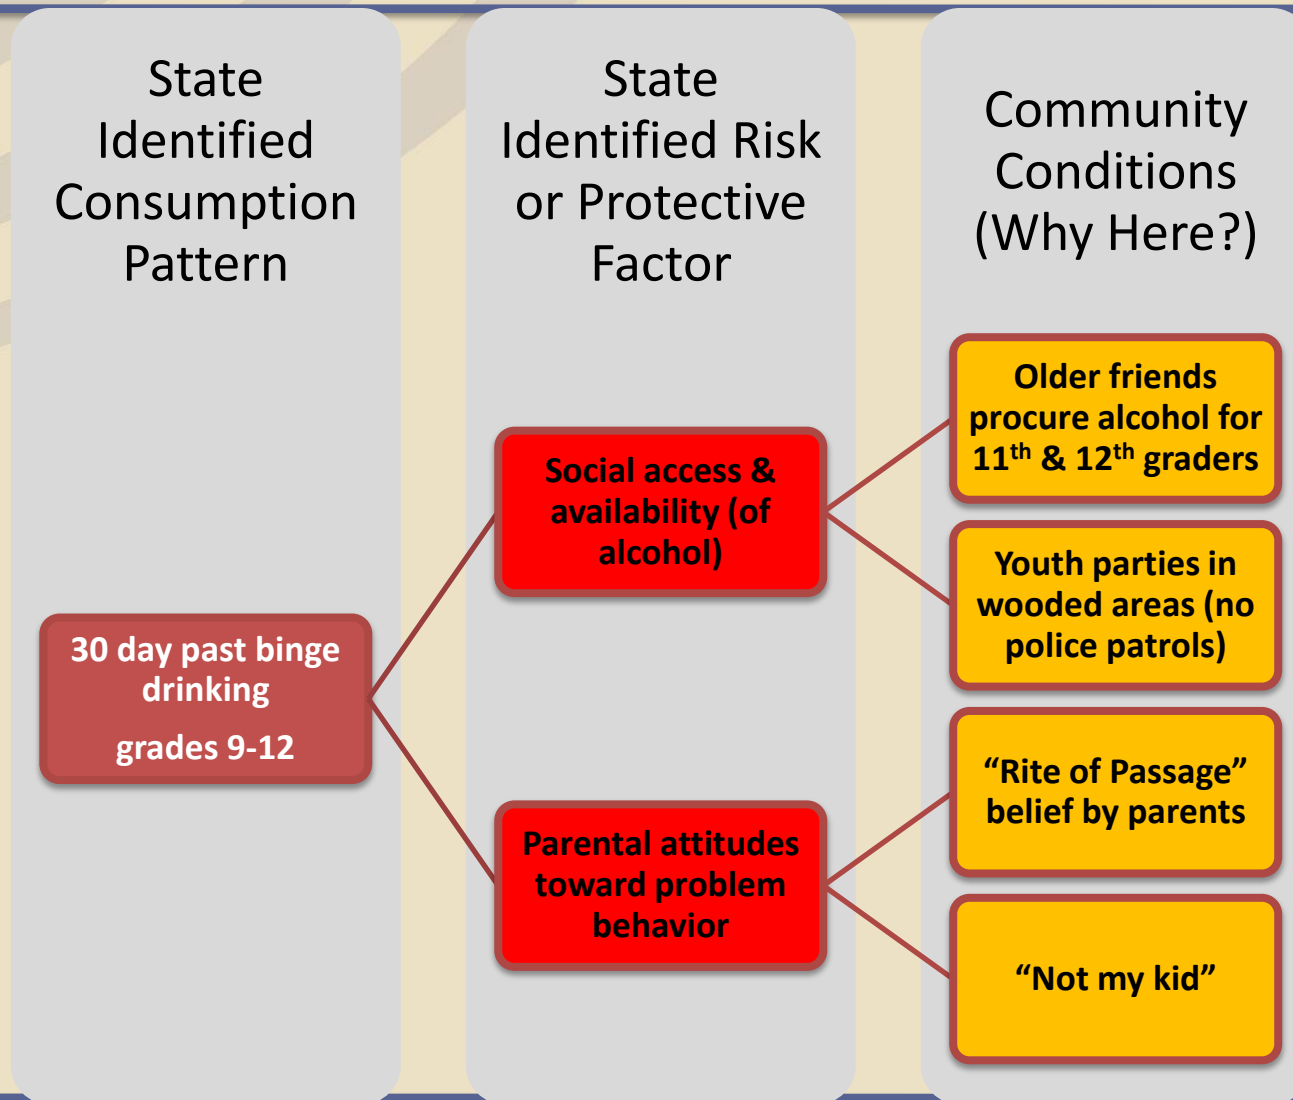 State
Identified
Consumption
Pattern
State
Identified Risk
or Protective
Factor
Community
Conditions
(Why Here?)
30 day past binge
drinking
grades 9-12
Social access &
availability (of
alcohol)
Parental attitudes
toward problem
behavior
Older friends
procure alcohol for
11th & 12th graders
Youth parties in
wooded areas (no
police patrols)
“Rite of Passage”
belief by parents
“Not my kid”